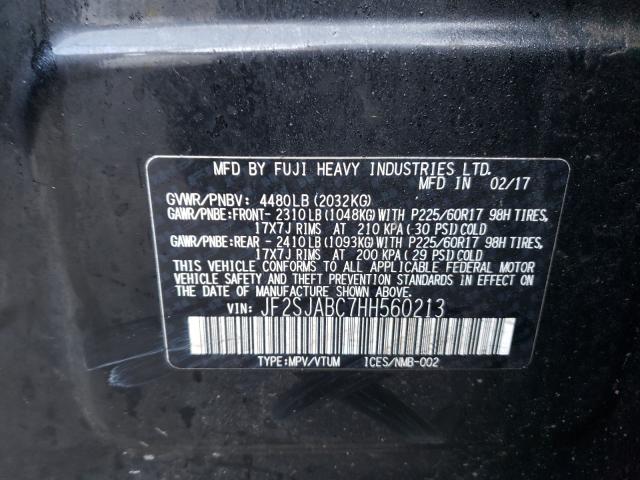 MFD BY FUJI HEAVY INDUSTRIES LTD.
MFD IN 02/17
GVWR/PNBV: 4480LB (2032KG)
GAWR/PNBE:FRONT- 2310 LB (1048KG) WITH P225/60R17 98H TIRES,
17X7J RIMS AT 210 KPA (30 PSI) COLD
GAWR/PNBE:REAR - 2410 LB (1093KG) WITH P225/60R17 98H TIRES,
17X7J RIMS AT 200 KPA (29 PSI) COLD
THIS VEHICLE CONFORMS TO ALL APPLICABLE FEDERAL MOTOR
VEHICLE SAFETY AND THEFT PREVENTION STANDARDS IN EFFECT ON
THE DATE OF MANUFACTURE SHOWN ABOVE.
VIN: JF2SJABC7HH560213
TYPE:MPV/VTUM ICES/NMB-002